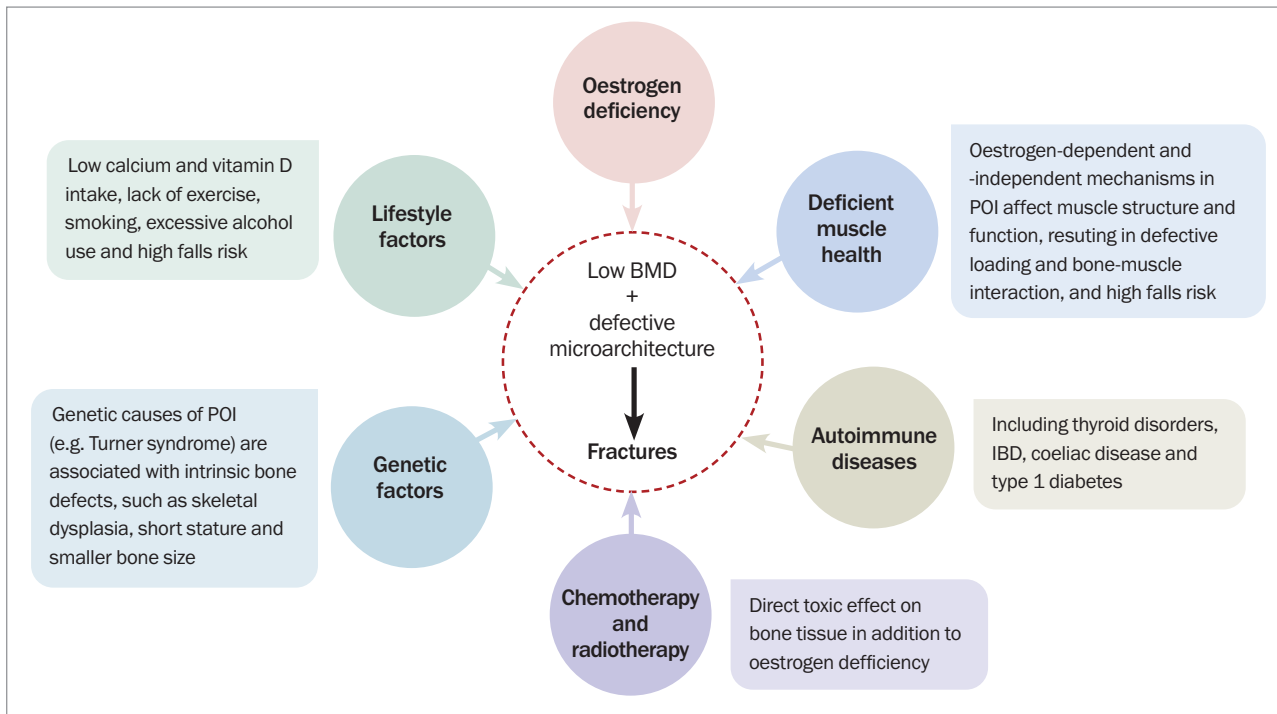 Oestrogen
deficiency
Low calcium and vitamin D
intake, lack of exercise,
smoking, excessive alcohol
use and high falls risk
Lifestyle
factors
Deficient
muscle
health
Oestrogen-dependent and
-independent mechanisms in
POI affect muscle structure and
function, resuting in defective
loading and bone-muscle
interaction, and high falls risk
Low BMD
+
defective
microarchitecture
Fractures
Genetic causes of POI
(e.g. Turner syndrome) are
associated with intrinsic bone
defects, such as skeletal
dysplasia, short stature and
smaller bone size
Genetic
factors
Autoimmune
diseases
Including thyroid disorders,
IBD, coeliac disease and
type 1 diabetes
Chemotherapy
and
radiotherapy
Direct toxic effect on
bone tissue in addition to
oestrogen defficiency